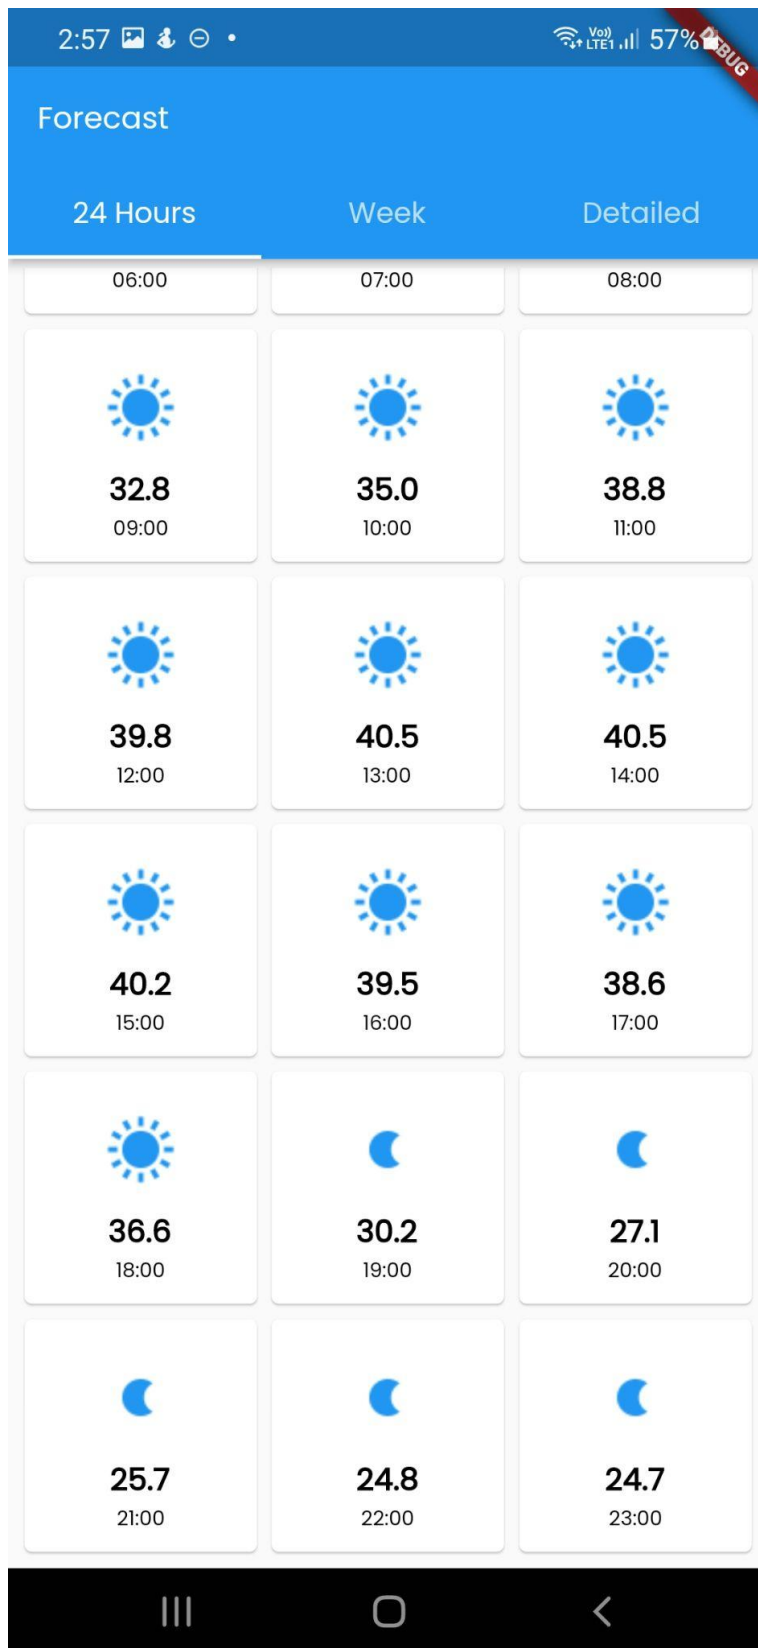 2:57 Vo)) LTE1 57%
DEBUG
Forecast
24 Hours Week Detailed
06:00 07:00 08:00
32.8 35.0 38.8
09:00 10:00 11:00
39.8 40.5 40.5
12:00 13:00 14:00
40.2 39.5 38.6
15:00 16:00 17:00
36.6 30.2 27.1
18:00 19:00 20:00
25.7 24.8 24.7
21:00 22:00 23:00